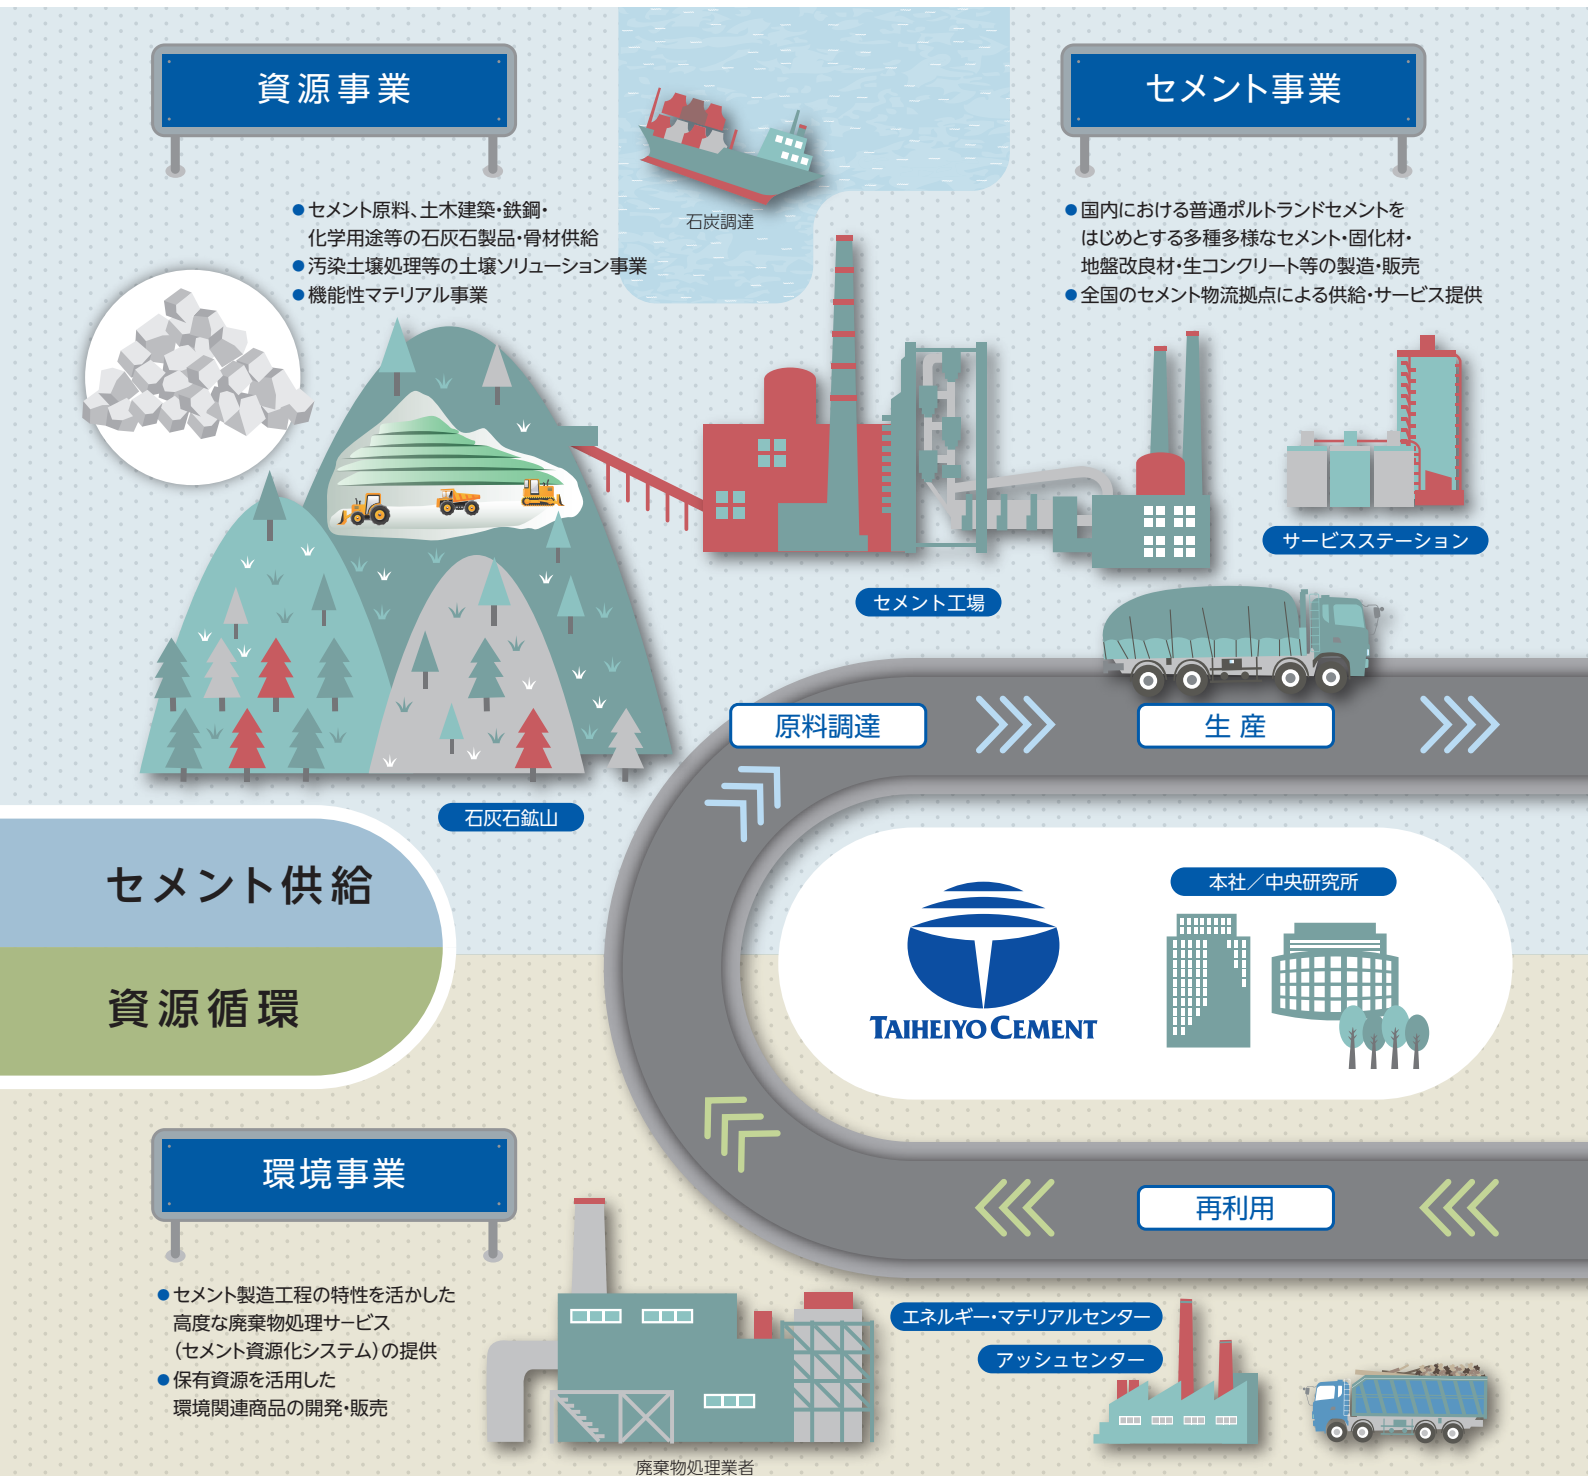 資源事業
セメント事業
石炭調達
●セメント原料、土木建築・鉄鋼・
化学用途等の石灰石製品・骨材供給
●汚染土壌処理等の土壌ソリューション事業
●機能性マテリアル事業
●国内における普通ポルトランドセメントを
はじめとする多種多様なセメント・固化材・
地盤改良材・生コンクリート等の製造・販売
●全国のセメント物流拠点による供給・サービス提供
サービスステーション
セメント工場
原料調達
生産
石灰石鉱山
セメント供給
資源循環
本社／中央研究所
TAIHEIYO CEMENT
環境事業
再利用
●セメント製造工程の特性を活かした
高度な廃棄物処理サービス
（セメント資源化システム）の提供
●保有資源を活用した
環境関連商品の開発・販売
エネルギー・マテリアルセンター
アッシュセンター
廃棄物処理業者